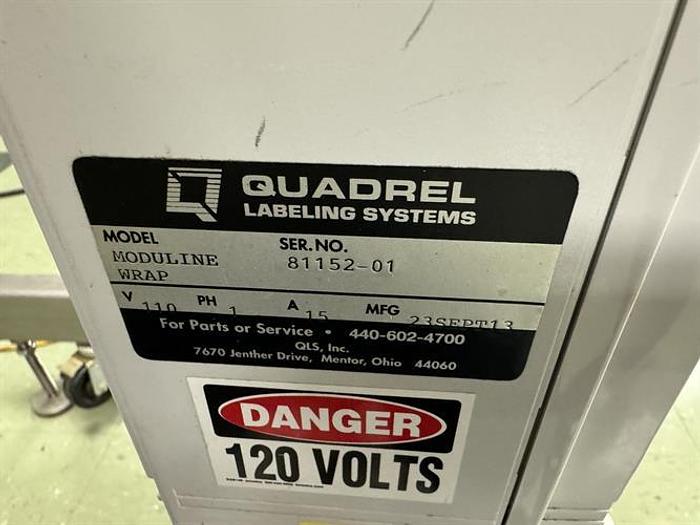 QUADREL
LABELING SYSTEMS
MODEL SER. NO.
MODULINE 81152-01
WRAP
V 110 PH 1 A 15 MFG 23SEPT13
For Parts or Service • 440-602-4700
QLS, Inc.
7670 Jenther Drive, Mentor, Ohio 44060
DANGER
120 VOLTS